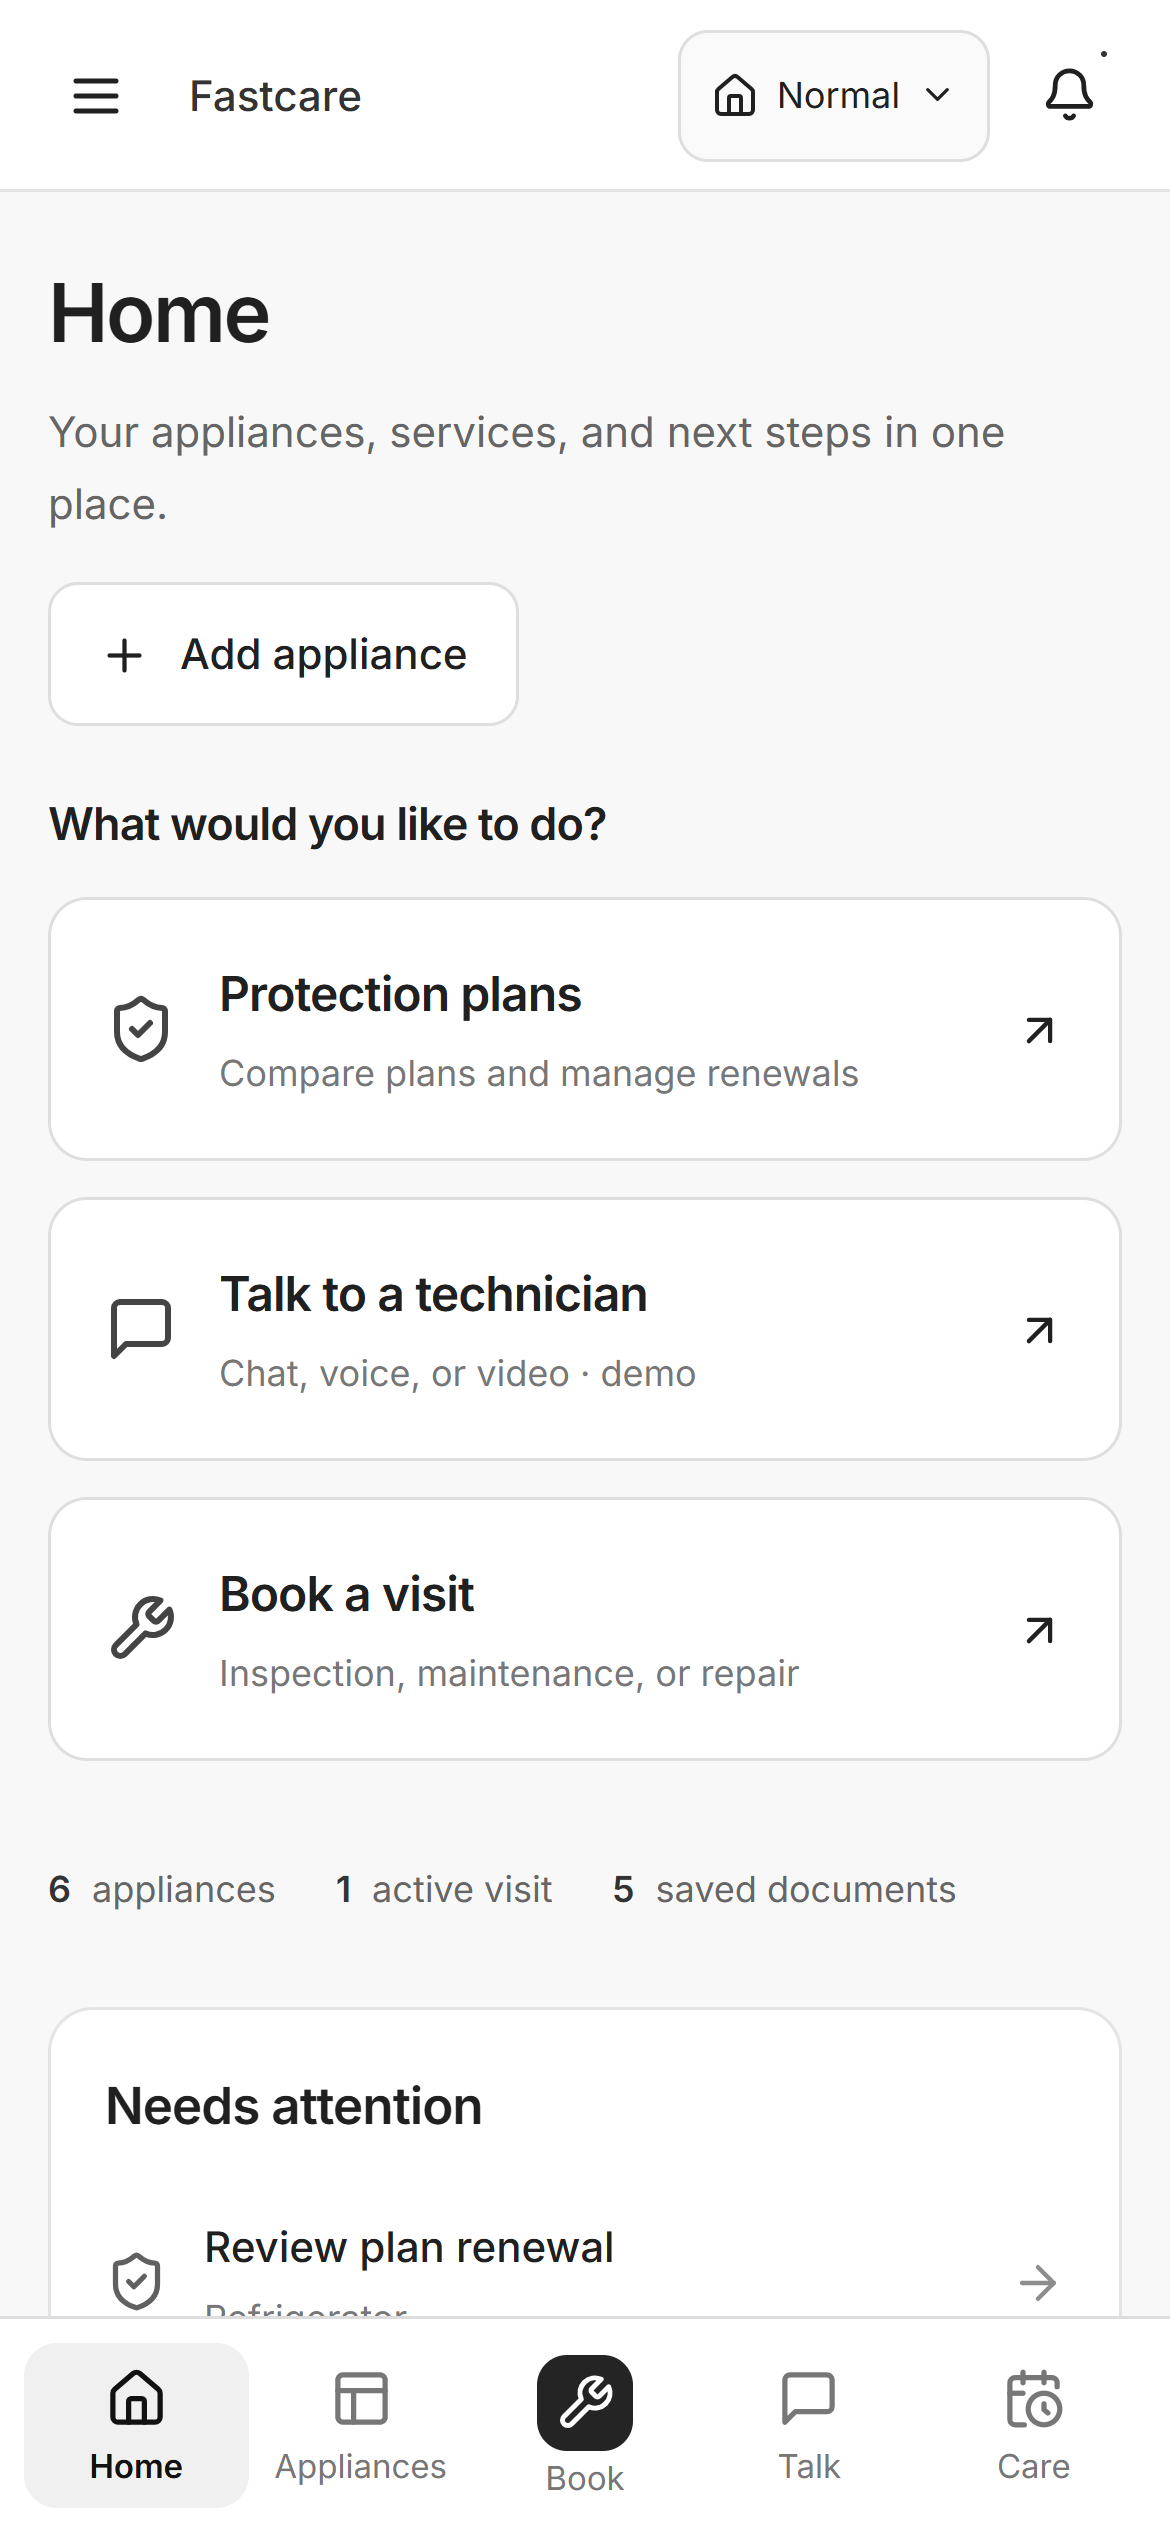 Fastcare
Normal
Home
Your appliances, services, and next steps in one
place.
Add appliance
What would you like to do?
Protection plans
Compare plans and manage renewals
Talk to a technician
Chat, voice, or video · demo
Book a visit
Inspection, maintenance, or repair
6 appliances 1 active visit 5 saved documents
Needs attention
Review plan renewal
Refrigerator
Home
Appliances
Book
Talk
Care